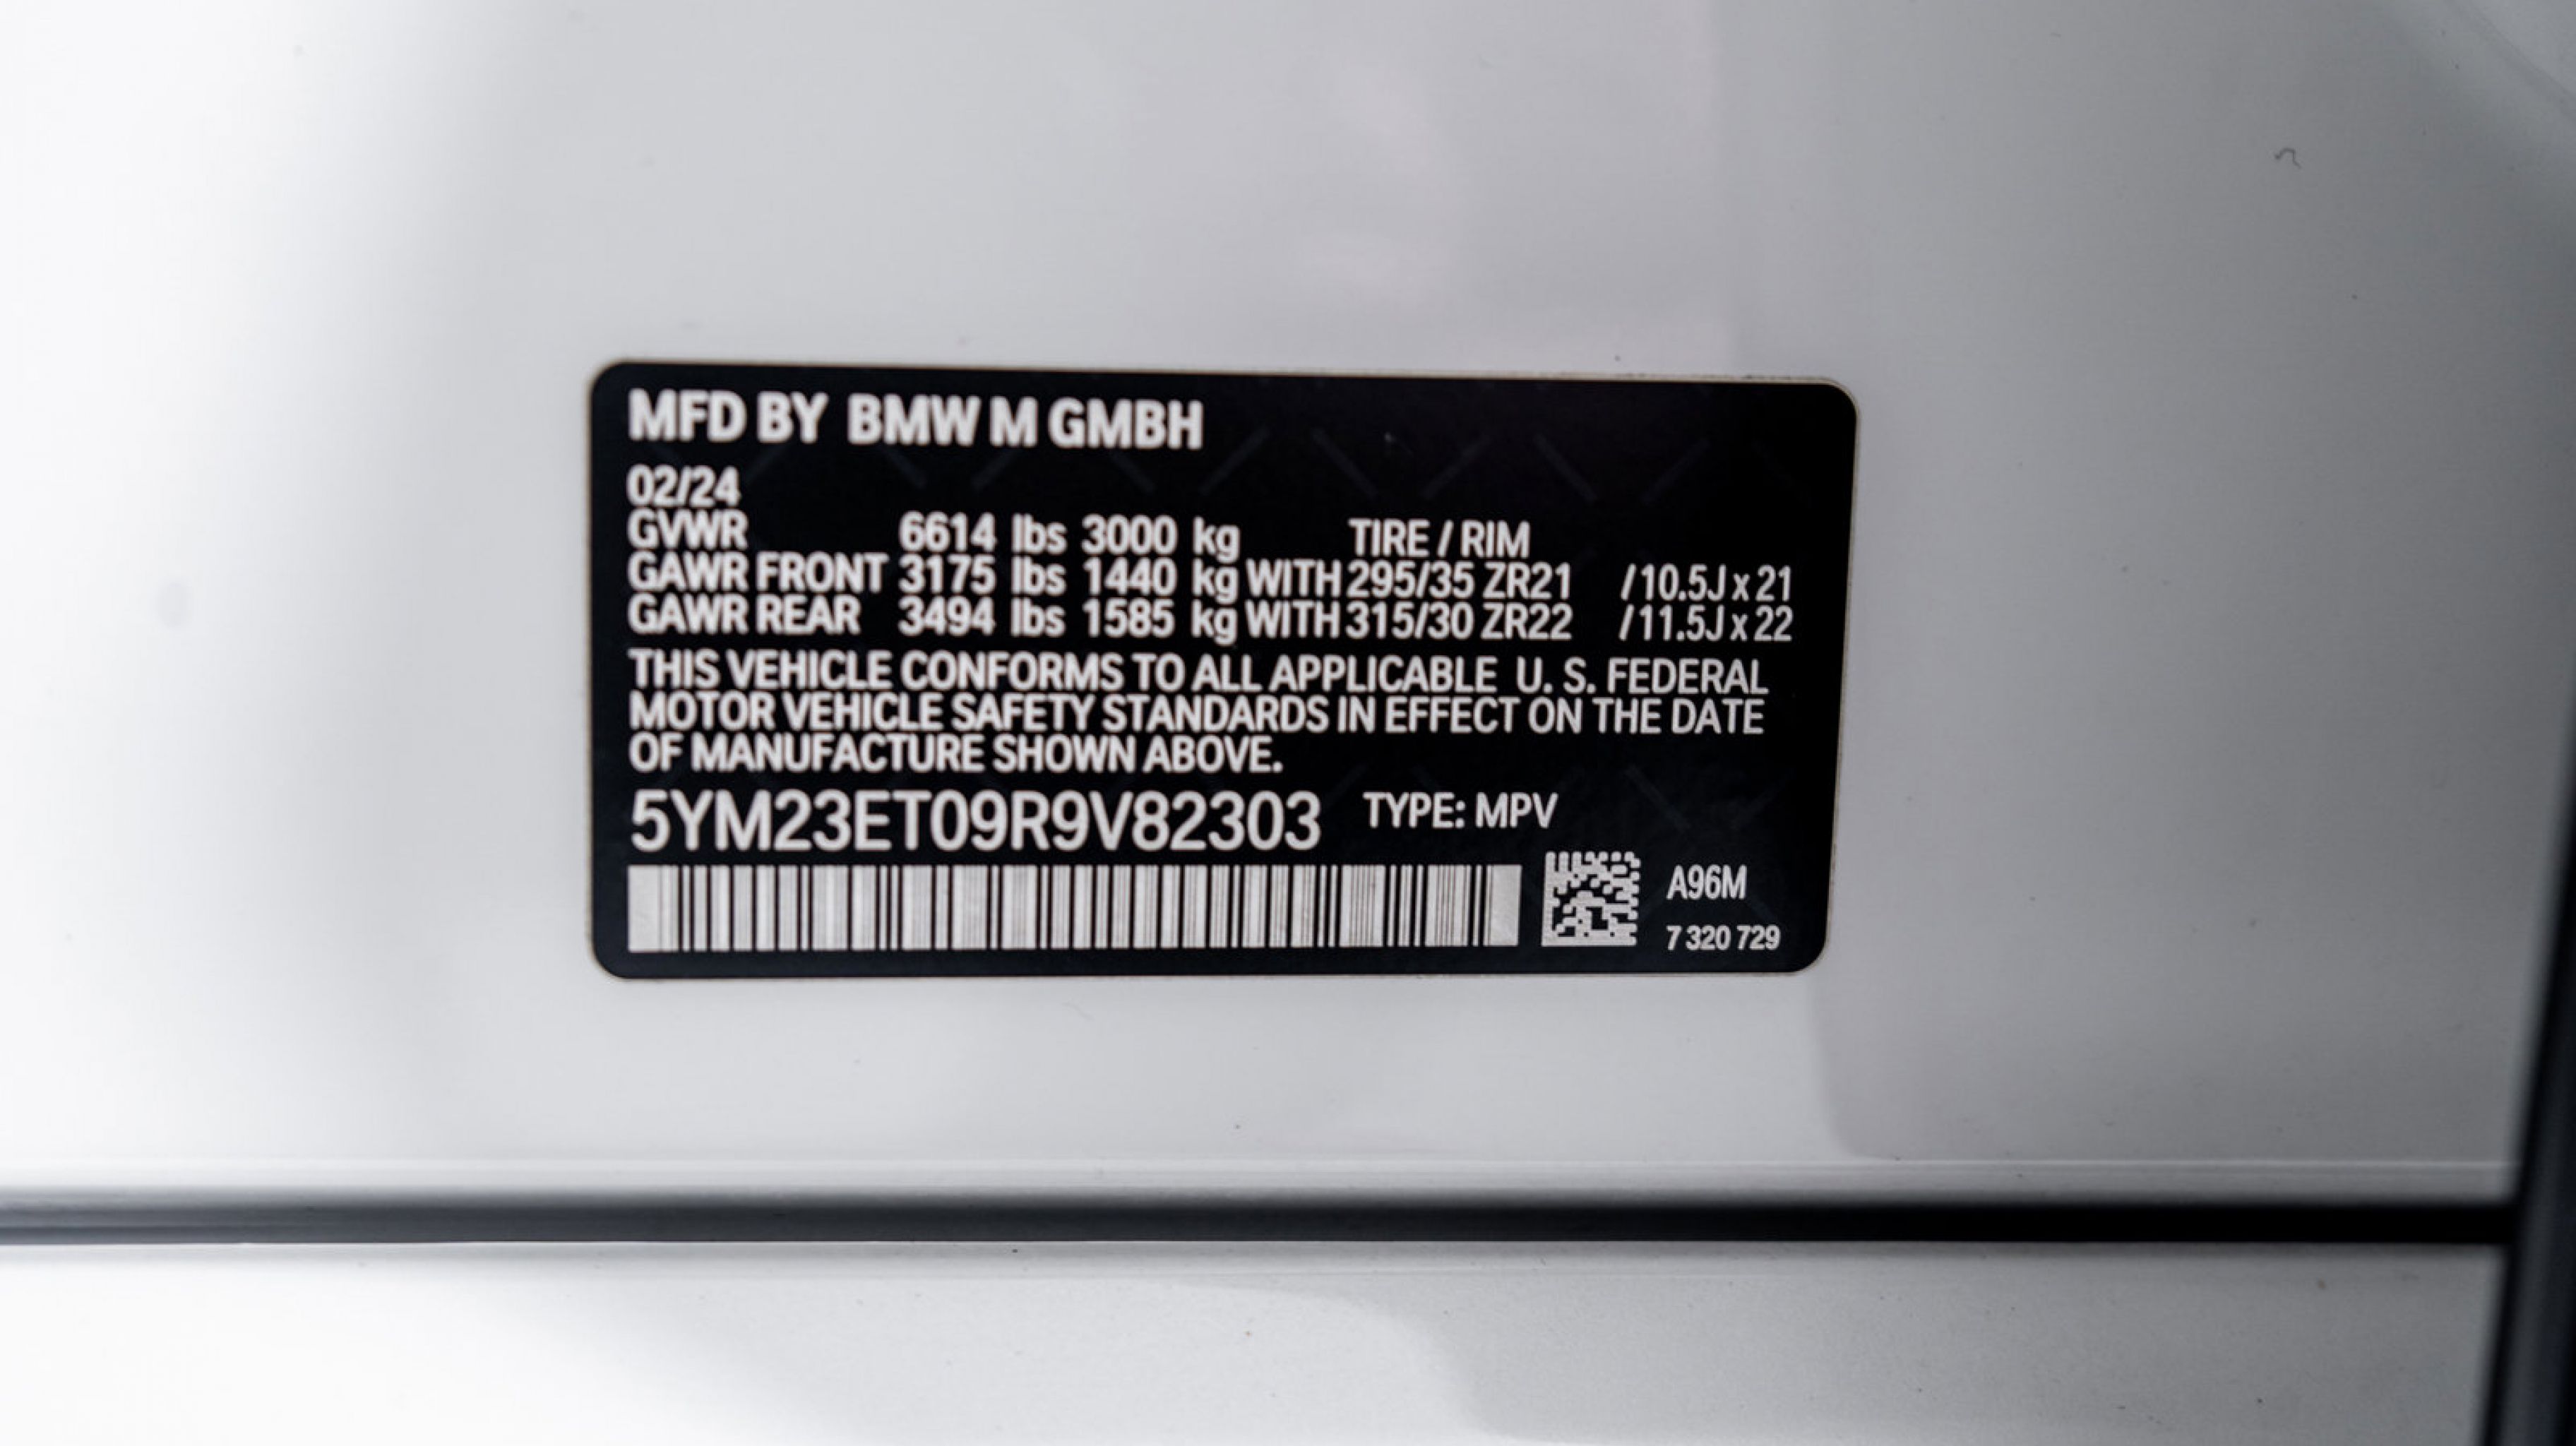 MFD BY BMW M GMBH
02/24
GVWR 6614 lbs 3000 kg TIRE / RIM
GAWR FRONT 3175 lbs 1440 kg WITH 295/35 ZR21 /10.5J x 21
GAWR REAR 3494 lbs 1585 kg WITH 315/30 ZR22 /11.5J x 22
THIS VEHICLE CONFORMS TO ALL APPLICABLE U. S. FEDERAL
MOTOR VEHICLE SAFETY STANDARDS IN EFFECT ON THE DATE
OF MANUFACTURE SHOWN ABOVE.
5YM23ET09R9V82303 TYPE: MPV
A96M
7 320 729